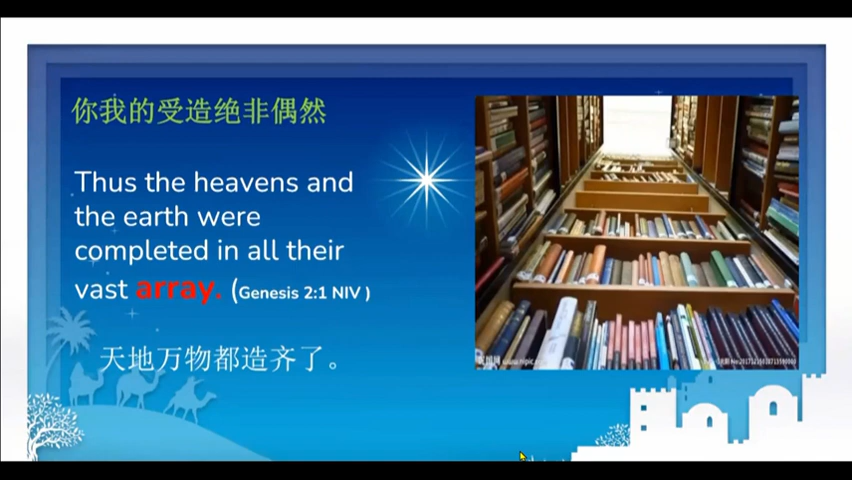 你我的受造绝非偶然
Thus the heavens and
the earth were
completed in all their
vast array. (Genesis 2:1 NIV )
天地万物都造齐了。